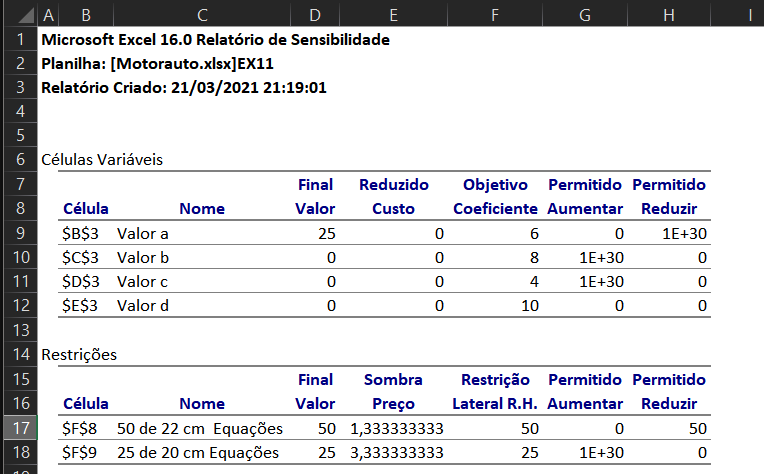 A B C D E F G H I
1 Microsoft Excel 16.0 Relatório de Sensibilidade
2 Planilha: [Motorauto.xlsx]EX11
3 Relatório Criado: 21/03/2021 21:19:01
4
5
6 Células Variáveis
7 Final Reduzido Objetivo Permitido Permitido
8 Célula Nome Valor Custo Coeficiente Aumentar Reduzir
9 $B$3 Valor a 25 0 6 0 1E+30
10 $C$3 Valor b 0 0 8 1E+30 0
11 $D$3 Valor c 0 0 4 1E+30 0
12 $E$3 Valor d 0 0 10 0 0
13
14 Restrições
15 Final Sombra Restrição Permitido Permitido
16 Célula Nome Valor Preço Lateral R.H. Aumentar Reduzir
17 $F$8 50 de 22 cm Equações 50 1,333333333 50 0 50
18 $F$9 25 de 20 cm Equações 25 3,333333333 25 1E+30 0